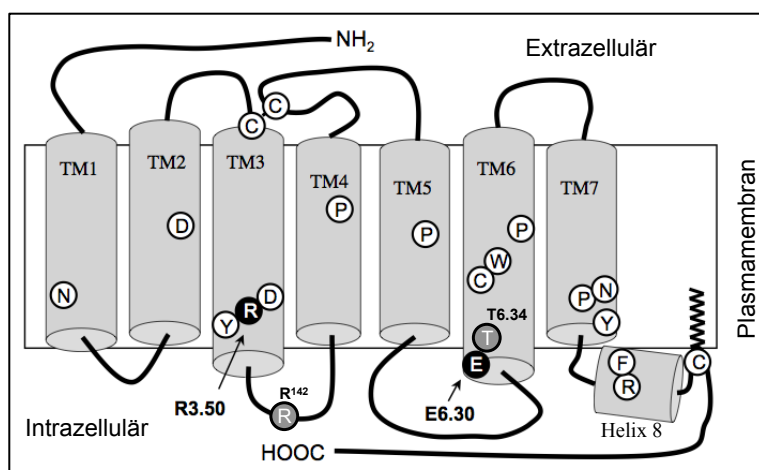 NH₂
Extrazellulär
C
C
TM1
TM2
TM3
TM4
TM5
TM6
TM7
Plasmamembran
D
P
P
P
W
C
N
R
D
Y
T6.34
T
E
P
N
Y
R3.50
R¹⁴²
R
E6.30
F
R
C
Helix 8
Intrazellulär
HOOC